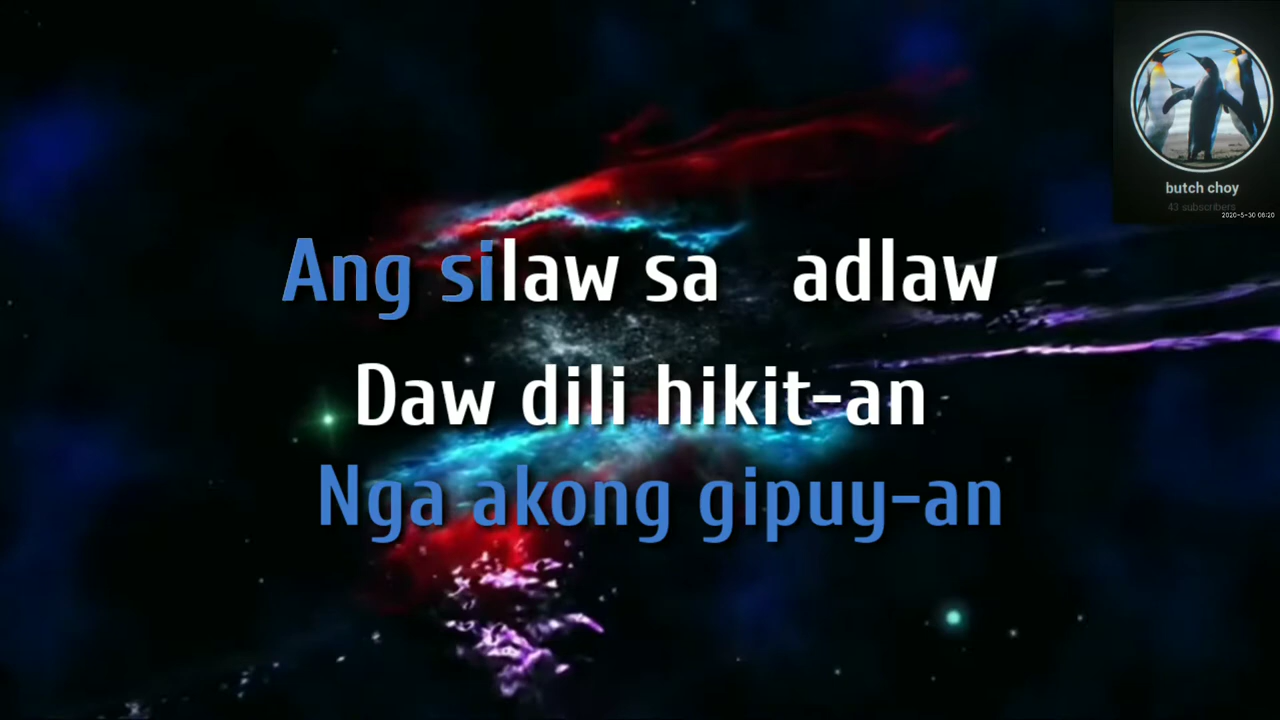 butch choy
43 subscribers
2020-5-30 06:20
Ang silaw sa adlaw
Daw dili hikit-an
Nga akong gipuy-an